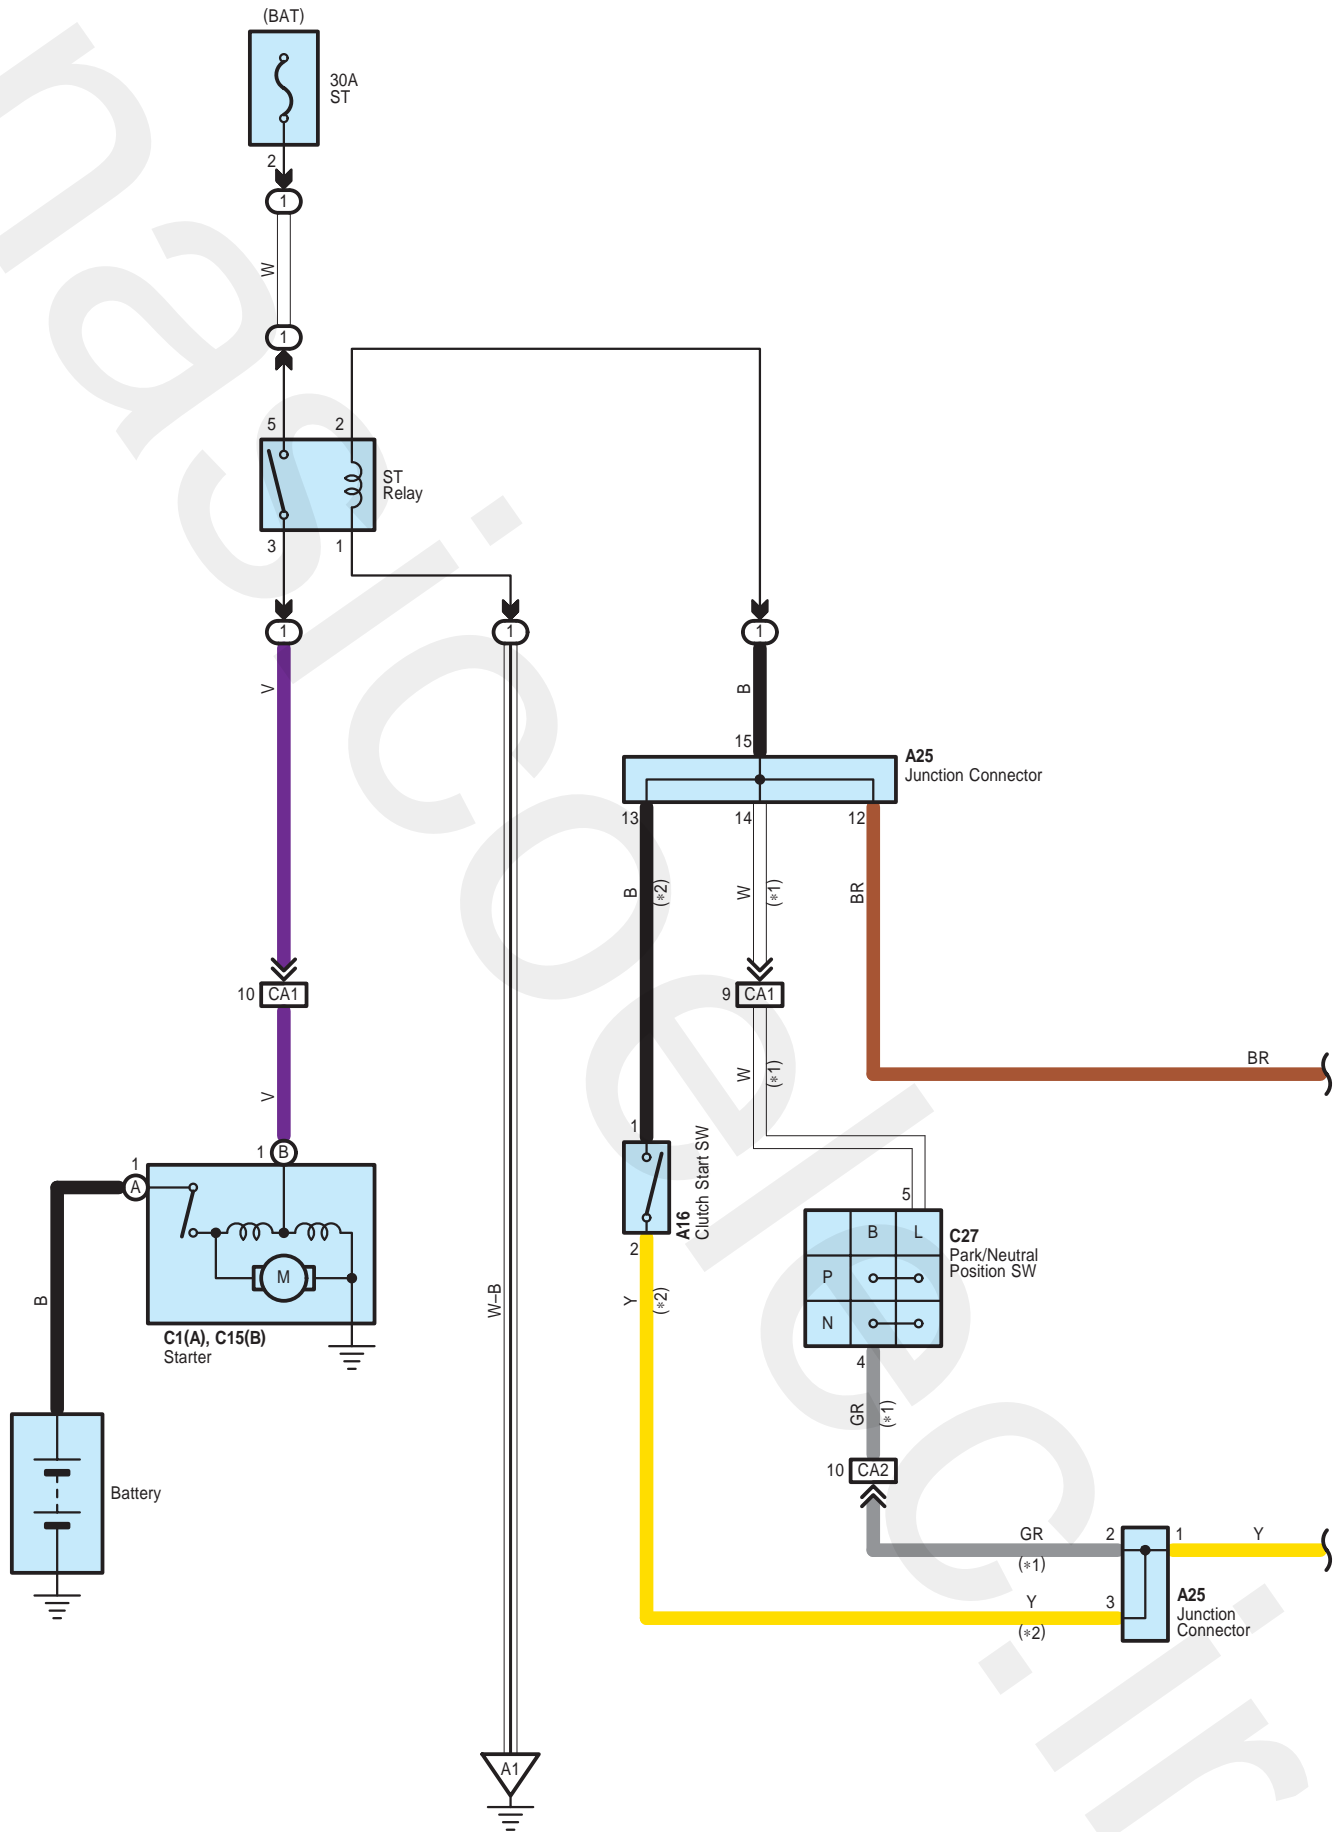 (BAT)
30A
ST
2
1
W
1
5
2
ST
Relay
3
1
1
1
1
V
B
15
A25
Junction Connector
13
14
12
B
(*2)
W
(*1)
BR
10
CA1
9
CA1
V
W
(*1)
BR
1
1
B
1
A
Clutch Start SW
A16
5
B
L
C27
Park/Neutral
Position SW
P
N
2
M
B
W–B
Y
(*2)
C1(A), C15(B)
Starter
4
GR
(*1)
10
CA2
Battery
GR
(*1)
2
1
Y
Y
(*2)
3
A25
Junction
Connector
A1
nasicoelec.ir